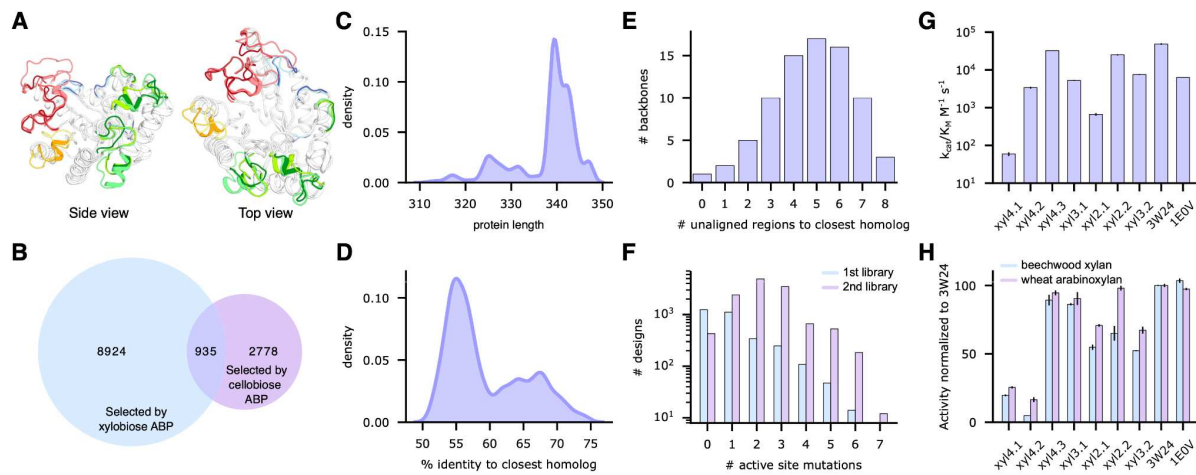 A
Side view
Top view
B
8924
935
2778
Selected by
cellobiose
ABP
Selected by
xylobiose ABP
C
density
0.15
0.10
0.05
0.00
310
320
330
340
350
protein length
D
density
0.10
0.05
0.00
50
55
60
65
70
75
% identity to closest homolog
E
# backbones
15
10
5
0
0
1
2
3
4
5
6
7
8
# unaligned regions to closest homolog
F
1st library
2nd library
# designs
10³
10²
10¹
0
1
2
3
4
5
6
7
# active site mutations
G
kcat/KM M⁻¹ s⁻¹
10⁵
10⁴
10³
10²
10¹
xyl4.1
xyl4.2
xyl4.3
xyl3.1
xyl2.1
xyl2.2
xyl3.2
3W24
1E0V
H
beechwood xylan
wheat arabinoxylan
Activity normalized to 3W24
100
50
0
xyl4.1
xyl4.2
xyl4.3
xyl3.1
xyl2.1
xyl2.2
xyl3.2
3W24
1E0V